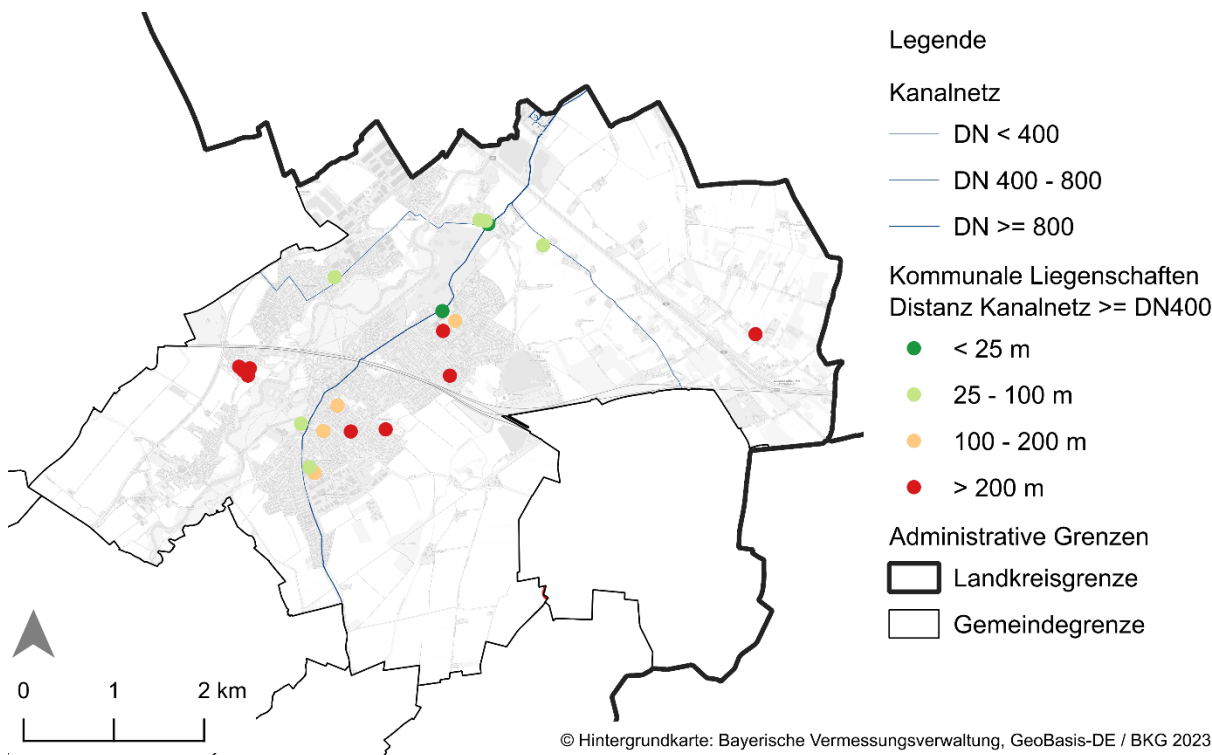 Legende
Kanalnetz
DN < 400
DN 400 - 800
DN >= 800
Kommunale Liegenschaften
Distanz Kanalnetz >= DN400
< 25 m
25 - 100 m
100 - 200 m
> 200 m
Administrative Grenzen
Landkreisgrenze
Gemeindegrenze
0 1 2 km
© Hintergrundkarte: Bayerische Vermessungsverwaltung, GeoBasis-DE / BKG 2023